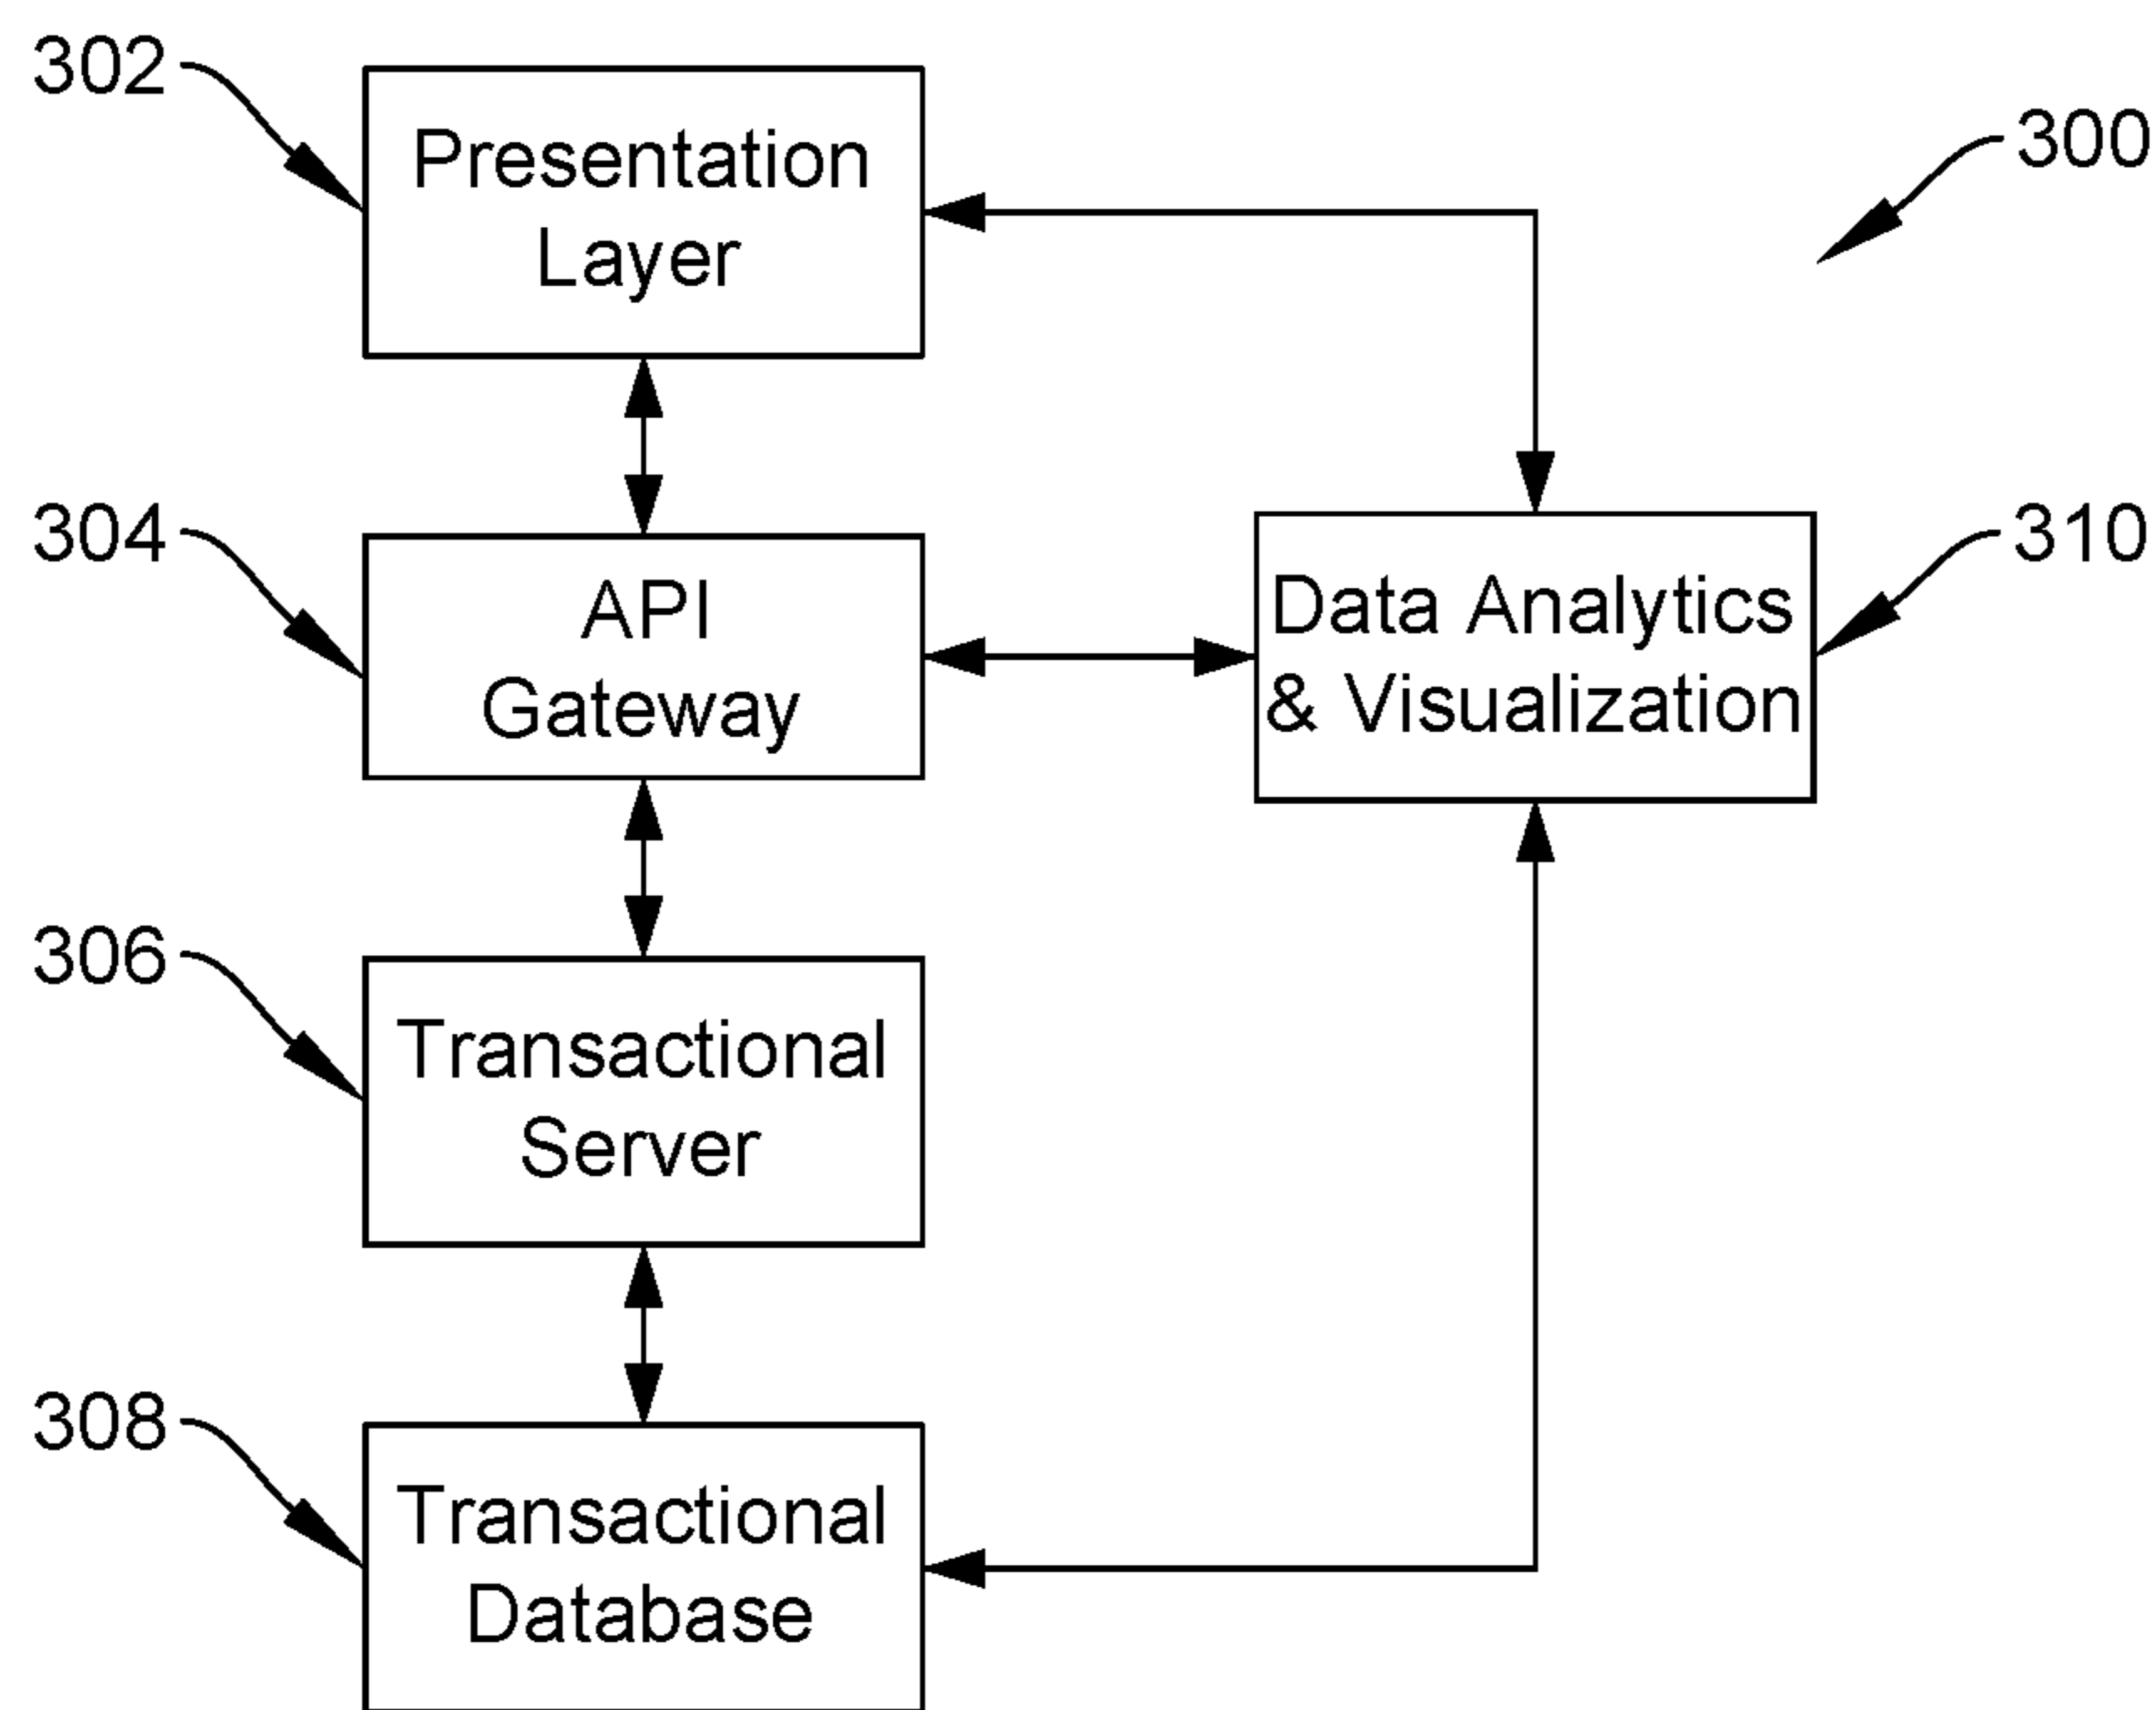 302
Presentation
Layer
300
304
API
Gateway
Data Analytics
& Visualization
310
306
Transactional
Server
308
Transactional
Database